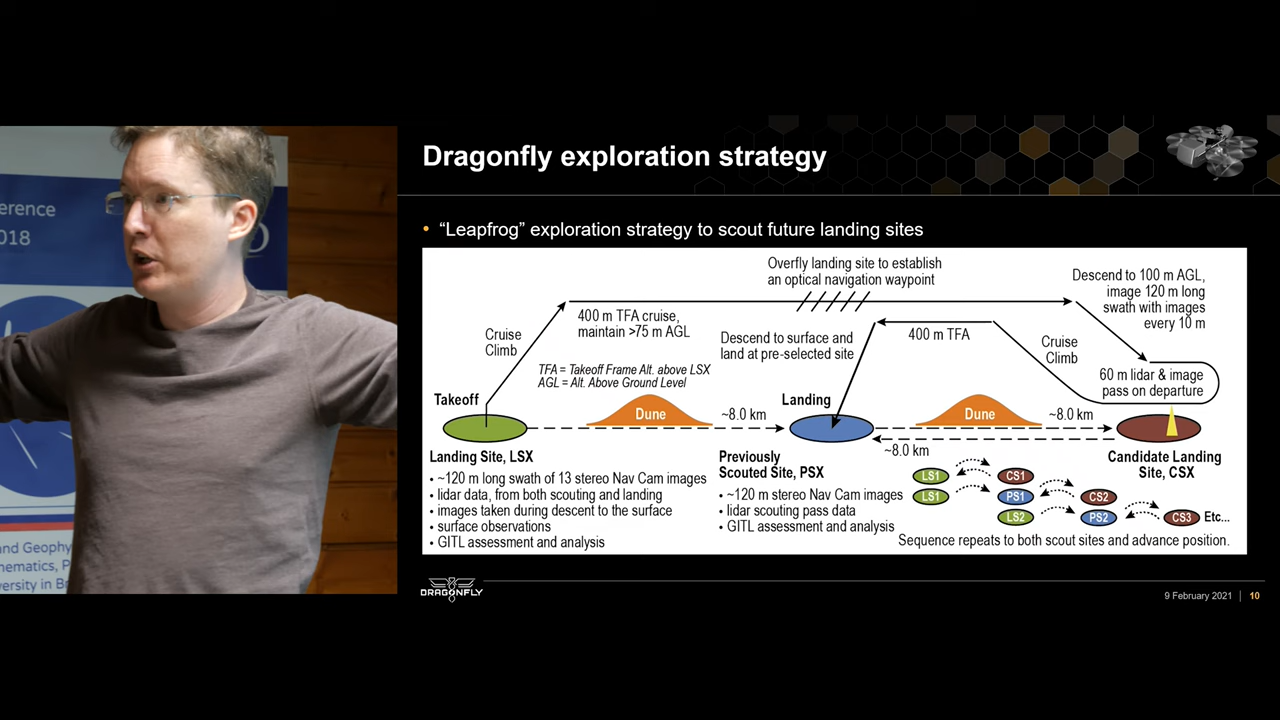 erence
018
and Geophy
hematics, P
versity in B
Dragonfly exploration strategy
• “Leapfrog” exploration strategy to scout future landing sites
Overfly landing site to establish
an optical navigation waypoint
Descend to 100 m AGL,
image 120 m long
swath with images
every 10 m
Cruise
Climb
400 m TFA cruise,
maintain >75 m AGL
Descend to surface and
land at pre-selected site
400 m TFA
Cruise
Climb
TFA = Takeoff Frame Alt. above LSX
AGL = Alt. Above Ground Level
60 m lidar & image
pass on departure
Takeoff
Dune
~8.0 km
Landing
Dune
~8.0 km
~8.0 km
Landing Site, LSX
• ~120 m long swath of 13 stereo Nav Cam images
• lidar data, from both scouting and landing
• images taken during descent to the surface
• surface observations
• GITL assessment and analysis
Previously
Scouted Site, PSX
• ~120 m stereo Nav Cam images
• lidar scouting pass data
• GITL assessment and analysis
Candidate Landing
Site, CSX
LS1 CS1
LS1 PS1 CS2
LS2 PS2 CS3 Etc...
Sequence repeats to both scout sites and advance position.
DRAGONFLY
9 February 2021 | 10